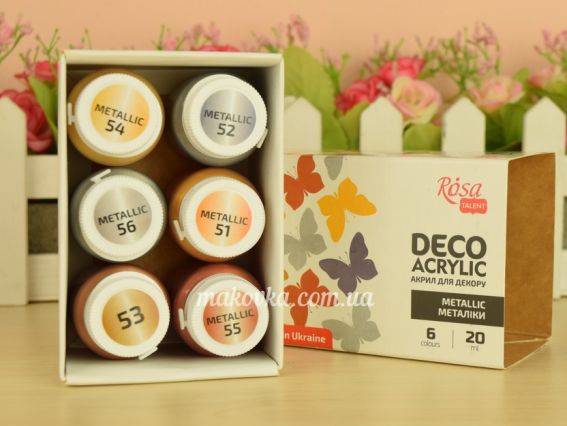 METALLIC
54
METALLIC
52
METALLIC
56
METALLIC
51
53
METALLIC
55
makovka.com.ua
Rosa
TALENT
DECO
ACRYLIC
АКРИЛ ДЛЯ ДЕКОРУ
METALLIC
МЕТАЛІКИ
6
colours
20
ml
in Ukraine